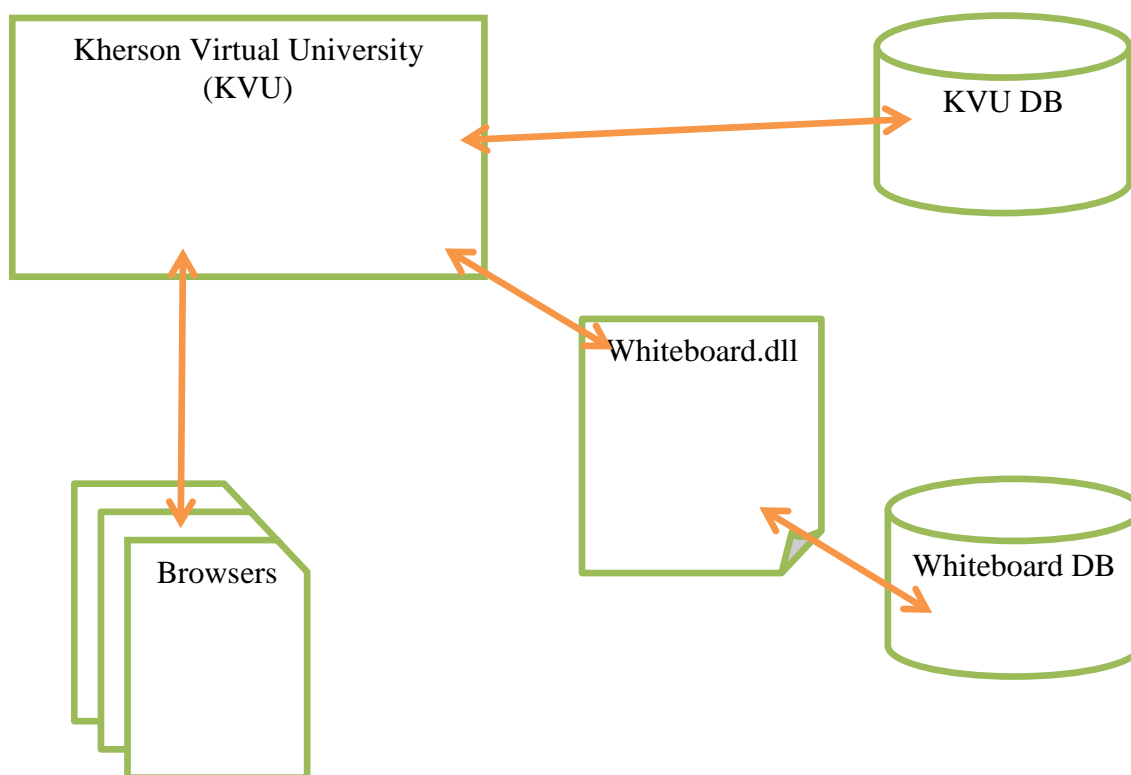 Kherson Virtual University
(KVU)
KVU DB
Whiteboard.dll
Browsers
Whiteboard DB